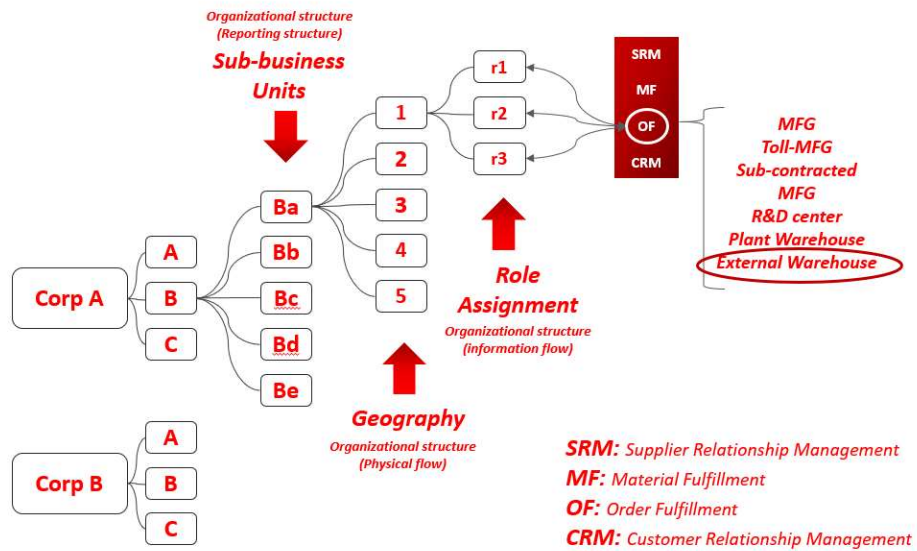 Organizational structure
(Reporting structure)
Sub-business
Units
Corp A
A
B
C
Ba
Bb
Bc
Bd
Be
1
2
3
4
5
r1
r2
r3
SRM
MF
OF
CRM
MFG
Toll-MFG
Sub-contracted
MFG
R&D center
Plant Warehouse
External Warehouse
Role
Assignment
Organizational structure
(information flow)
Geography
Organizational structure
(Physical flow)
Corp B
A
B
C
SRM: Supplier Relationship Management
MF: Material Fulfillment
OF: Order Fulfillment
CRM: Customer Relationship Management